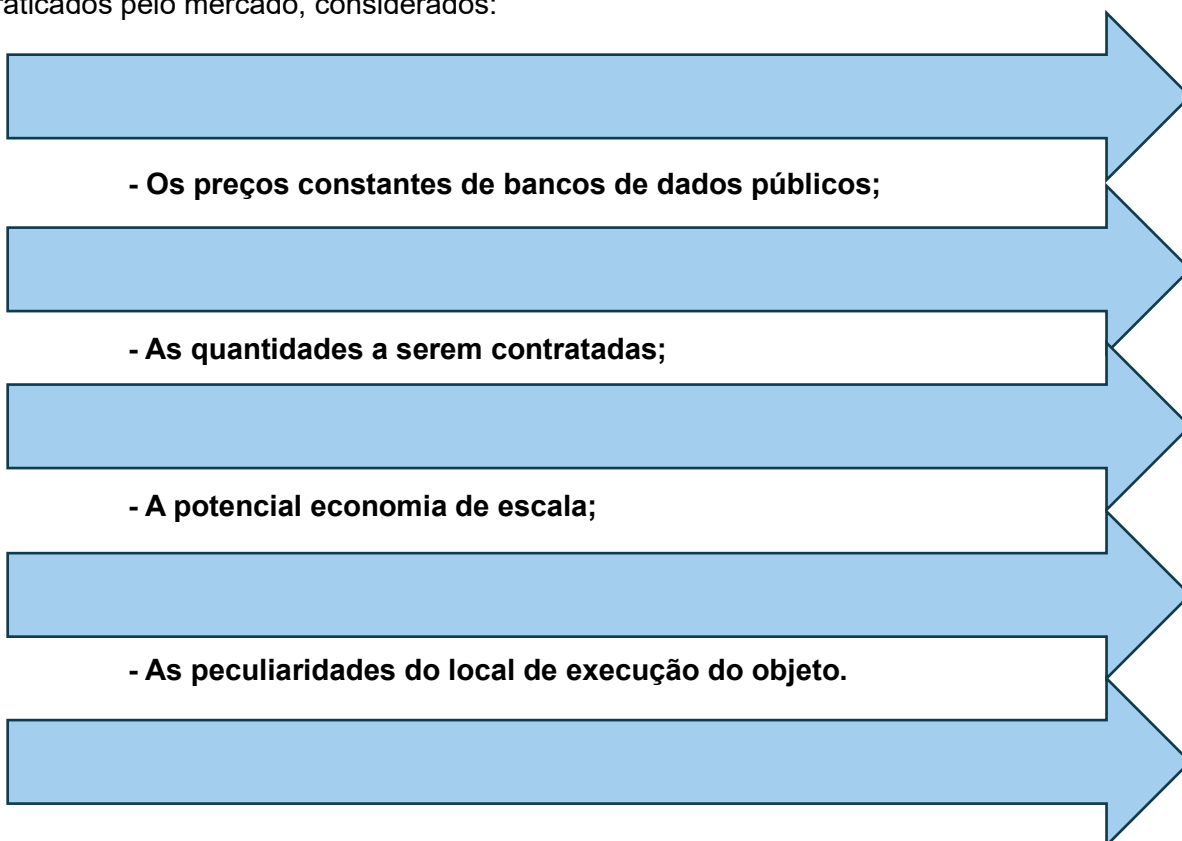 raticados pelo mercado, considerados:
- Os preços constantes de bancos de dados públicos;
- As quantidades a serem contratadas;
- A potencial economia de escala;
- As peculiaridades do local de execução do objeto.